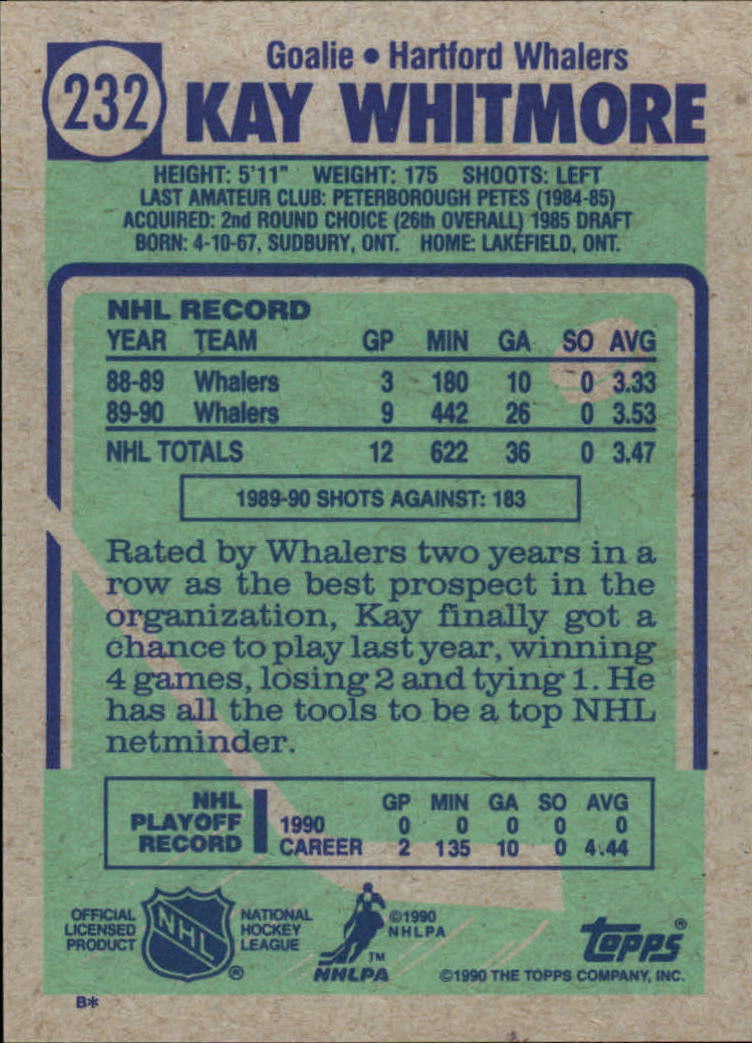 232
Goalie • Hartford Whalers
KAY WHITMORE
HEIGHT: 5'11" WEIGHT: 175 SHOOTS: LEFT
LAST AMATEUR CLUB: PETERBOROUGH PETES (1984-85)
ACQUIRED: 2nd ROUND CHOICE (26th OVERALL) 1985 DRAFT
BORN: 4-10-67, SUDBURY, ONT. HOME: LAKEFIELD, ONT.
NHL RECORD
YEAR TEAM GP MIN GA SO AVG
88-89 Whalers 3 180 10 0 3.33
89-90 Whalers 9 442 26 0 3.53
NHL TOTALS 12 622 36 0 3.47
1989-90 SHOTS AGAINST: 183
Rated by Whalers two years in a
row as the best prospect in the
organization, Kay finally got a
chance to play last year, winning
4 games, losing 2 and tying 1. He
has all the tools to be a top NHL
netminder.
NHL PLAYOFF RECORD
GP MIN GA SO AVG
1990 0 0 0 0 0
CAREER 2 135 10 0 4.44
OFFICIAL
LICENSED
PRODUCT
NHL
®
NATIONAL
HOCKEY
LEAGUE
©1990
NHLPA
TM
NHLPA
topps®
©1990 THE TOPPS COMPANY, INC.
B*